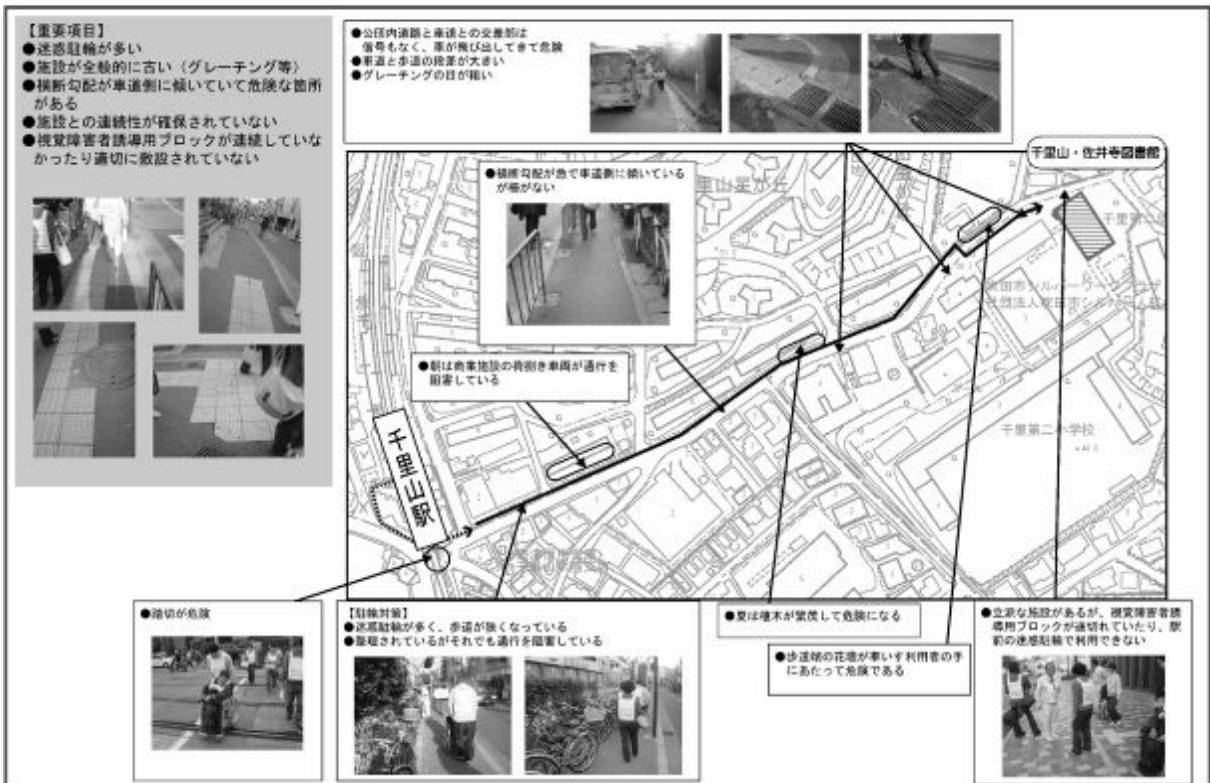 【重要項目】
●迷惑駐輪が多い
●施設が全般的に古い（グレーチング等）
●横断勾配が車道側に傾いていて危険な箇所
がある
●施設との連続性が確保されていない
●視覚障害者誘導用ブロックが連続していな
かったり適切に敷設されていない
●公団内道路と車道との交差部は
信号もなく、車が飛び出してきて危険
●車道と歩道の段差が大きい
●グレーチングの目が粗い
千里山・佐井寺図書館
●横断勾配が急で車道側に傾いている
が柵がない
●朝は商業施設の荷捌き車両が通行を
阻害している
千里第二小学校
千里山駅
●踏切が危険
【駐輪対策】
●迷惑駐輪が多く、歩道が狭くなっている
●整理されているがそれでも通行を阻害している
●夏は植木が繁茂して危険になる
●歩道端の花壇が車いす利用者の手
にあたって危険である
●立派な施設があるが、視覚障害者誘
導用ブロックが途切れていたり、駅
前の迷惑駐輪で利用できない